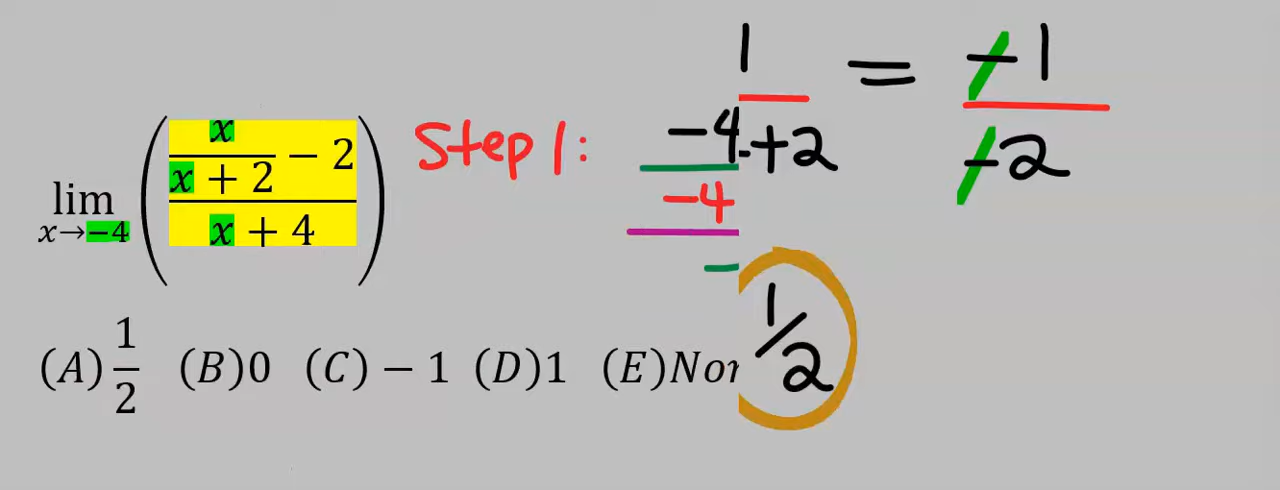 lim x→−4 ( (x/(x + 2) − 2)/(x + 4) )
Step 1:
−4
−4
1/(+2) = −1/−2
1/2
(A) 1/2 (B)0 (C) − 1 (D)1 (E)